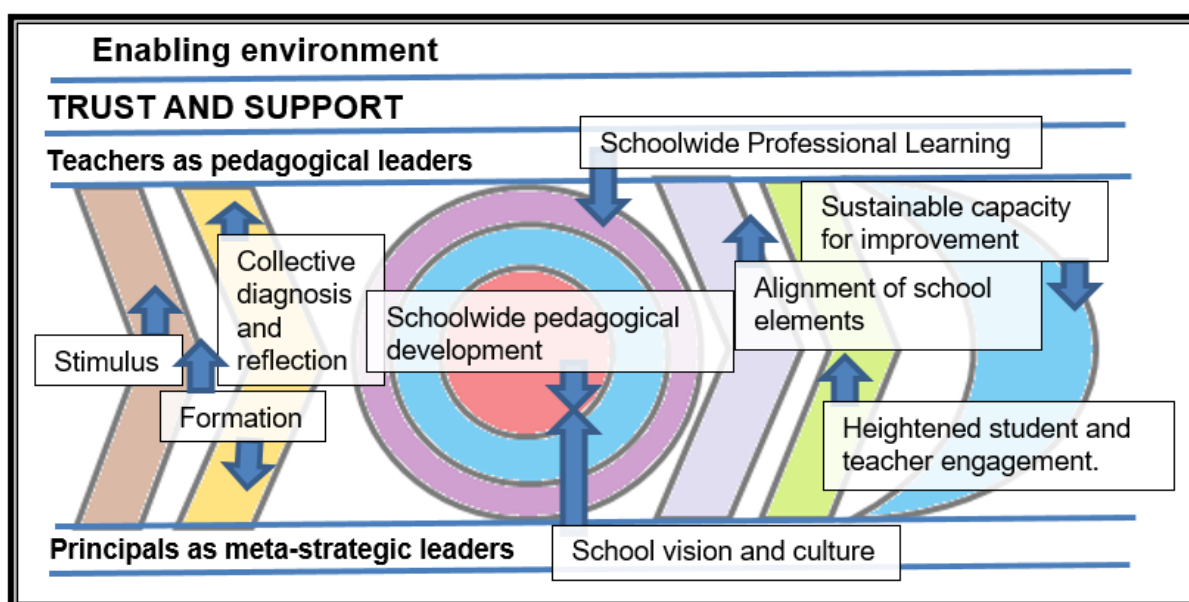 Enabling environment
TRUST AND SUPPORT
Teachers as pedagogical leaders
Schoolwide Professional Learning
Sustainable capacity
for improvement
Collective
diagnosis
and
reflection
Alignment of school
elements
Schoolwide pedagogical
development
Stimulus
Formation
Heightened student and
teacher engagement.
Principals as meta-strategic leaders
School vision and culture